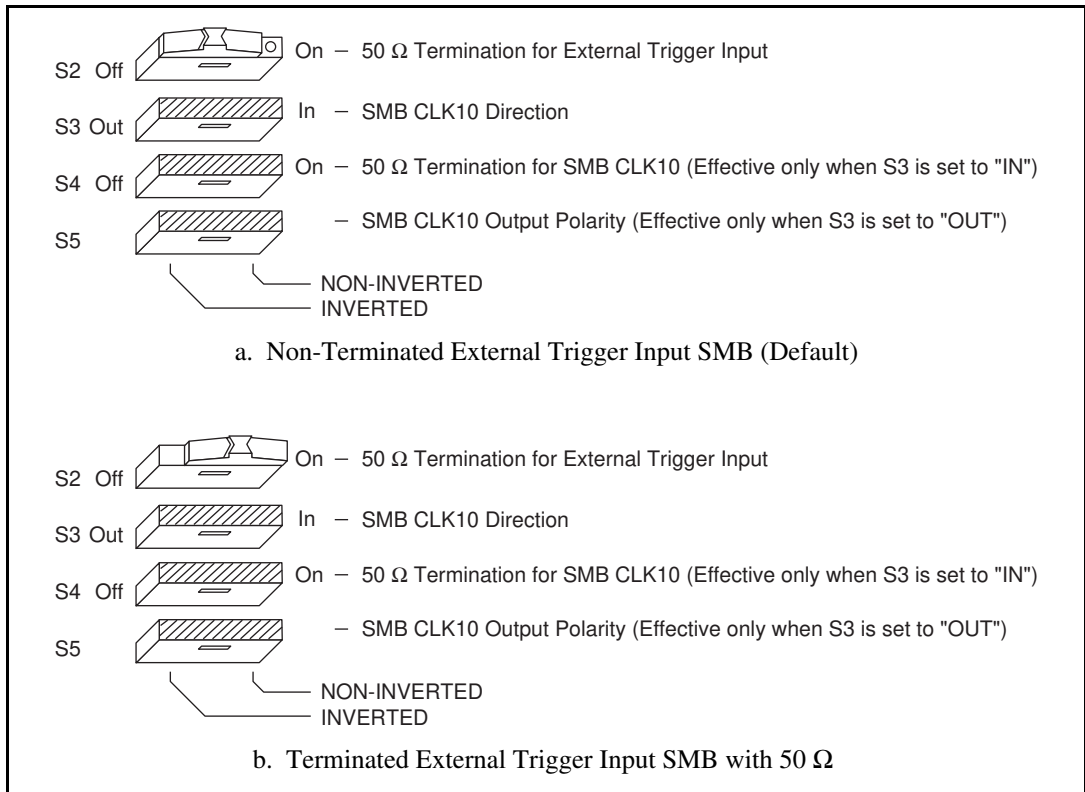 S2 Off On – 50 Ω Termination for External Trigger Input
S3 Out In – SMB CLK10 Direction
S4 Off On – 50 Ω Termination for SMB CLK10 (Effective only when S3 is set to "IN")
S5 – SMB CLK10 Output Polarity (Effective only when S3 is set to "OUT")
NON-INVERTED
INVERTED
a. Non-Terminated External Trigger Input SMB (Default)
S2 Off On – 50 Ω Termination for External Trigger Input
S3 Out In – SMB CLK10 Direction
S4 Off On – 50 Ω Termination for SMB CLK10 (Effective only when S3 is set to "IN")
S5 – SMB CLK10 Output Polarity (Effective only when S3 is set to "OUT")
NON-INVERTED
INVERTED
b. Terminated External Trigger Input SMB with 50 Ω